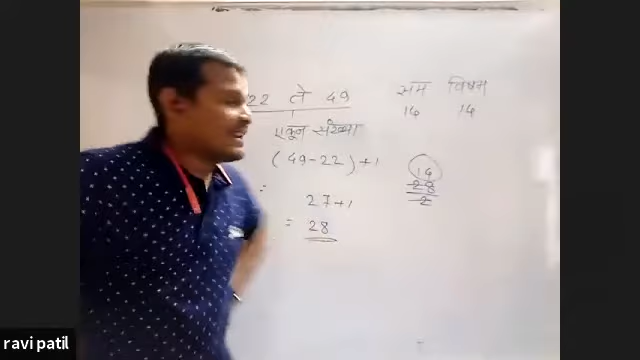 22 ते 49
सम विषम
14 14
एकून संख्या
(49-22)+1
27+1
= 28
14
28
2
ravi patil